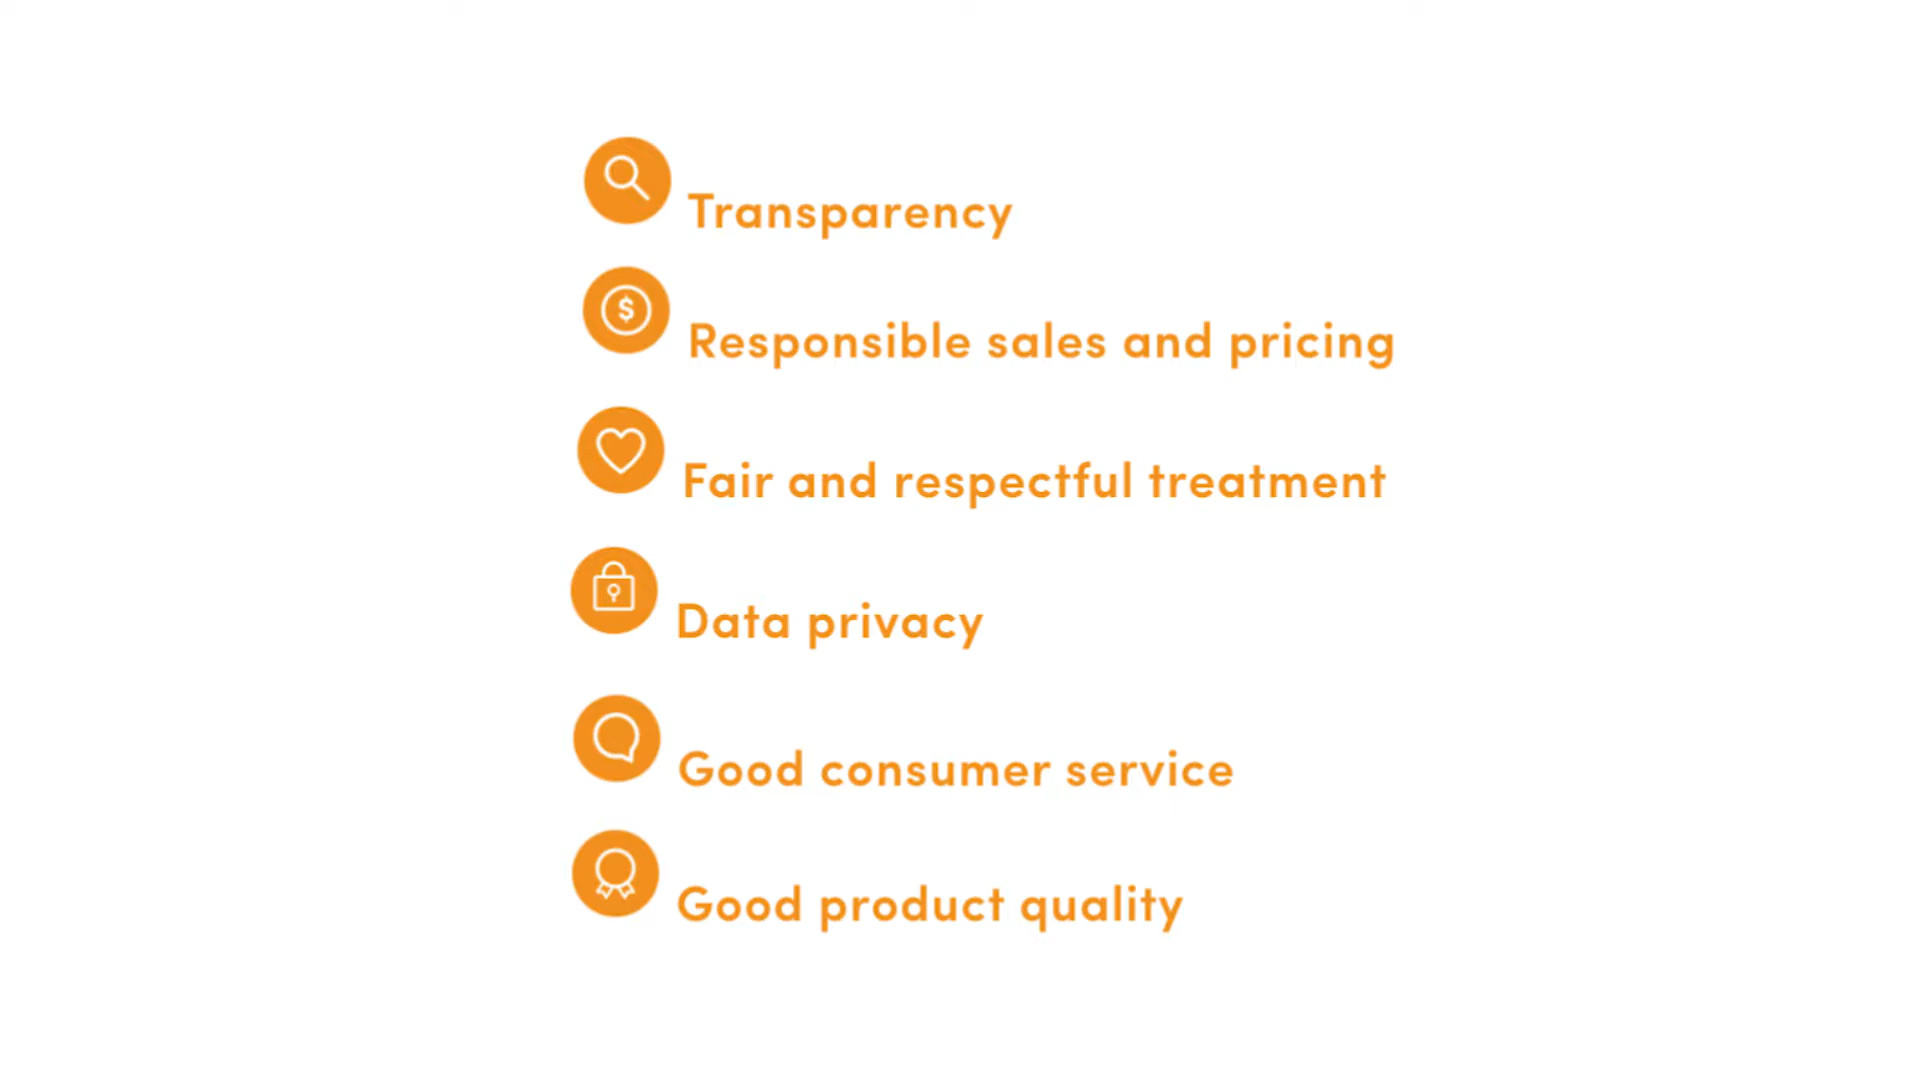 Transparency
Responsible sales and pricing
Fair and respectful treatment
Data privacy
Good consumer service
Good product quality